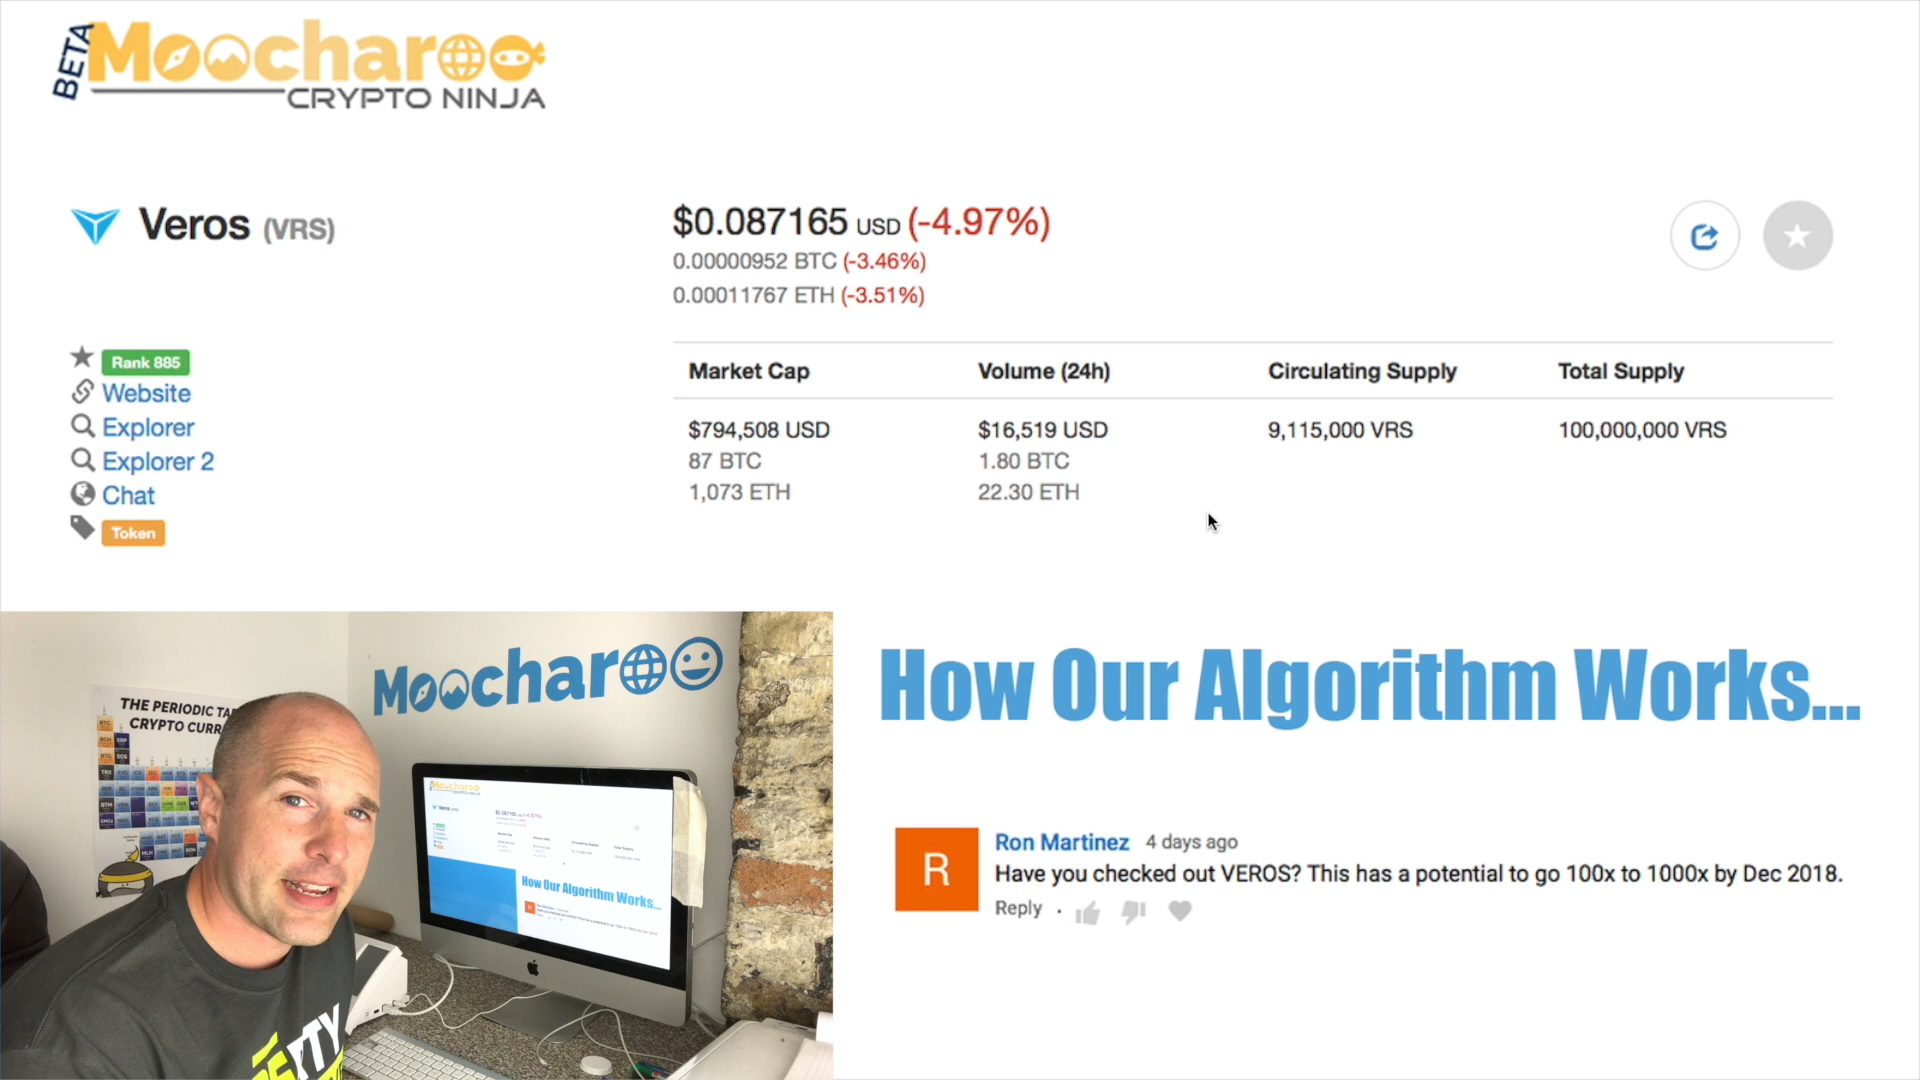 BETA
Moocharoo
CRYPTO NINJA
Veros (VRS)
$0.087165 USD (-4.97%)
0.00000952 BTC (-3.46%)
0.00011767 ETH (-3.51%)
Rank 885
Website
Explorer
Explorer 2
Chat
Token
Market Cap Volume (24h) Circulating Supply Total Supply
$794,508 USD $16,519 USD 9,115,000 VRS 100,000,000 VRS
87 BTC 1.80 BTC
1,073 ETH 22.30 ETH
Moocharoo
THE PERIODIC TA
CRYPTO CURR
How Our Algorithm Works...
How Our Algorithm Works...
R
Ron Martinez 4 days ago
Have you checked out VEROS? This has a potential to go 100x to 1000x by Dec 2018.
Reply